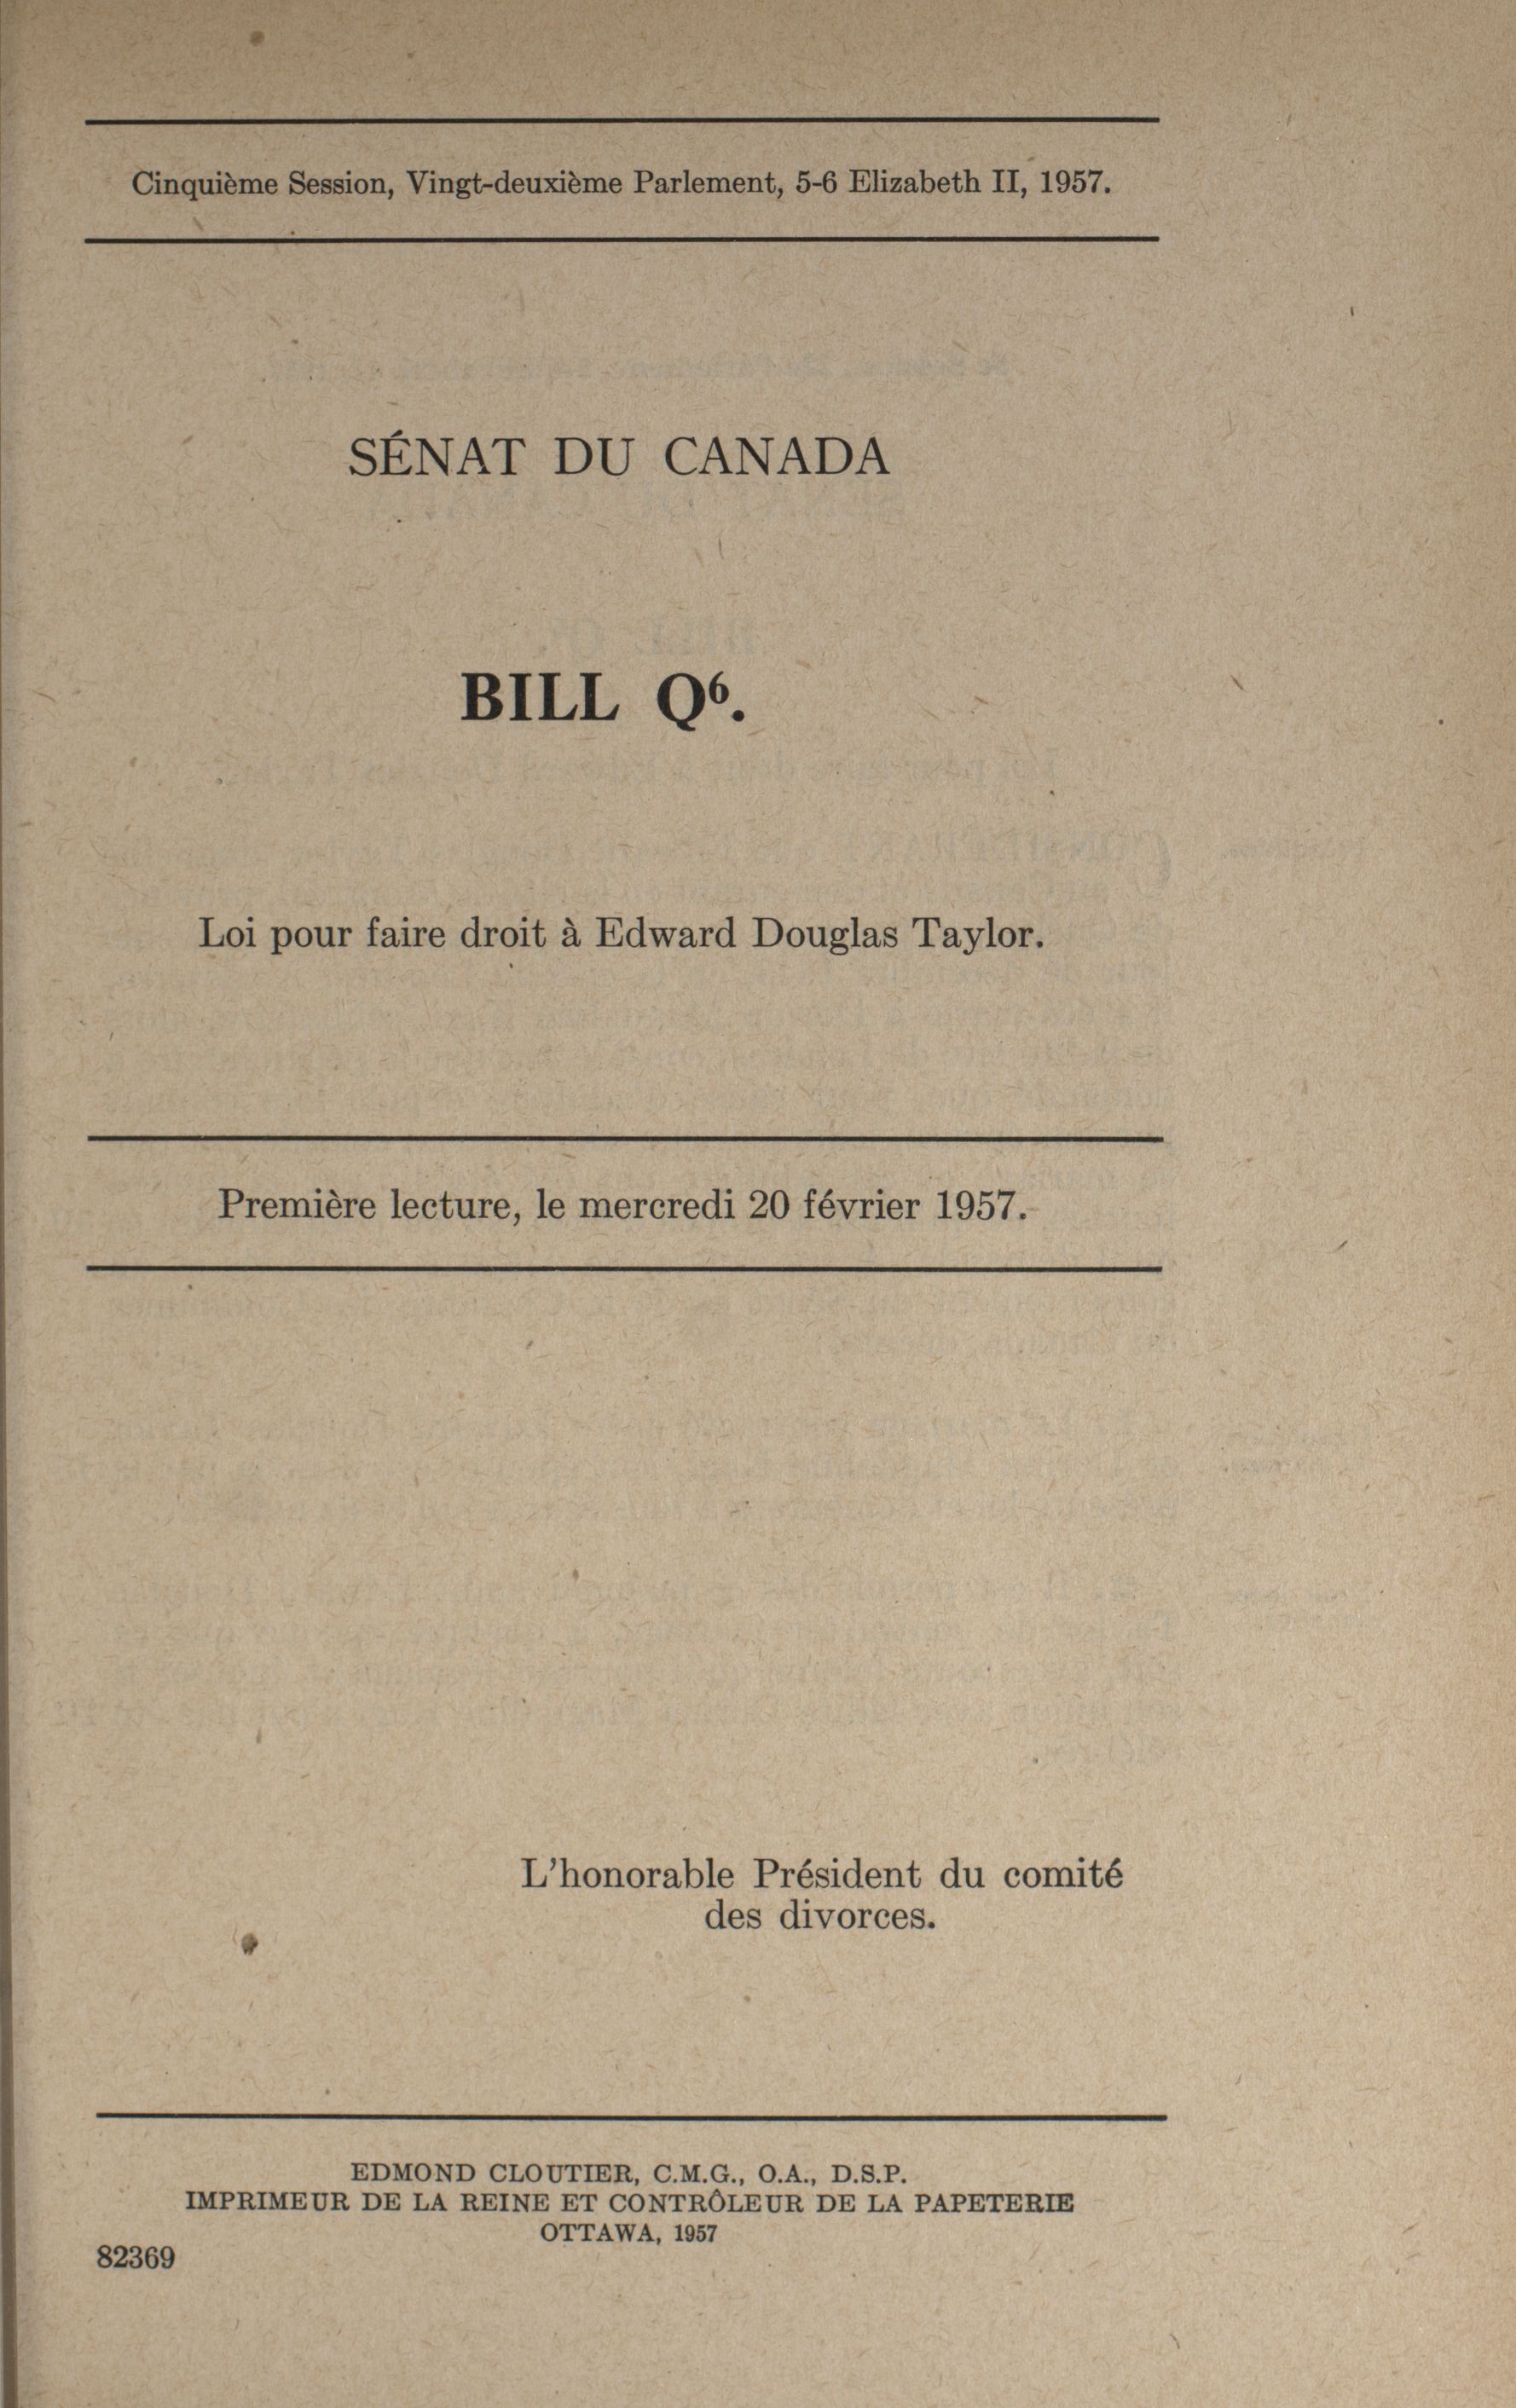 Cinquième Session, Vingt-deuxième Parlement, 5-6 Elizabeth II, 1957.
SÉNAT DU CANADA
BILL Q⁶.
Loi pour faire droit à Edward Douglas Taylor.
Première lecture, le mercredi 20 février 1957.
L'honorable Président du comité
des divorces.
EDMOND CLOUTIER, C.M.G., O.A., D.S.P.
IMPRIMEUR DE LA REINE ET CONTRÔLEUR DE LA PAPETERIE
OTTAWA, 1957
82369